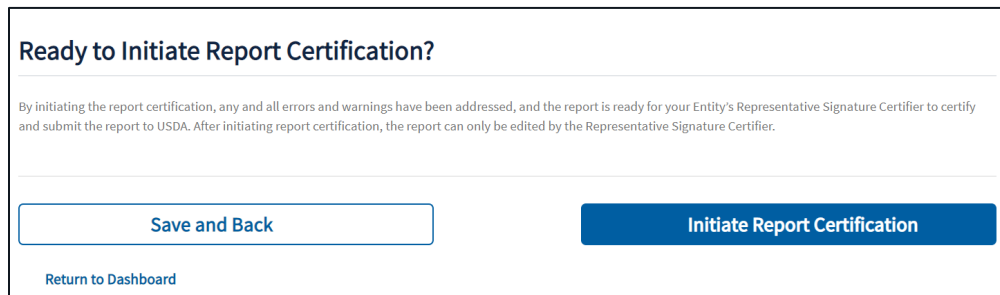 Ready to Initiate Report Certification?
By initiating the report certification, any and all errors and warnings have been addressed, and the report is ready for your Entity's Representative Signature Certifier to certify
and submit the report to USDA. After initiating report certification, the report can only be edited by the Representative Signature Certifier.
Save and Back
Initiate Report Certification
Return to Dashboard